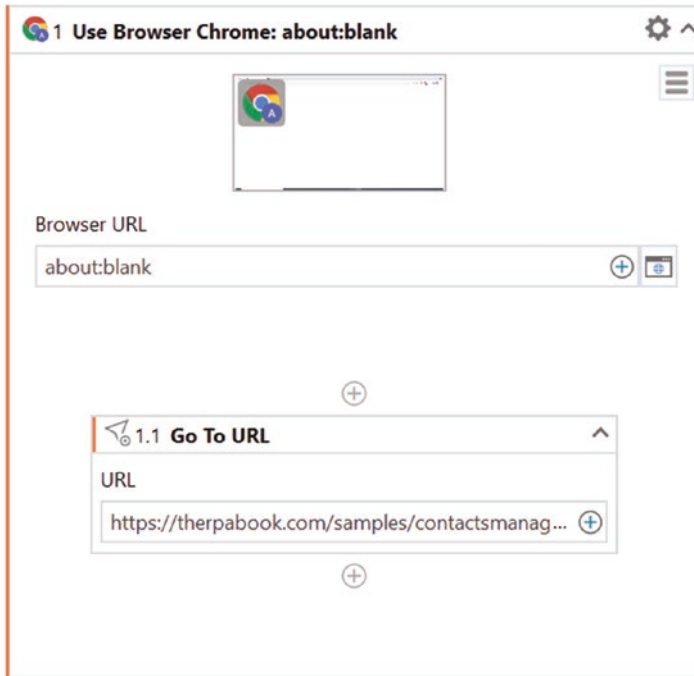 1 Use Browser Chrome: about:blank
A
Browser URL
about:blank
1.1 Go To URL
URL
https://therpabook.com/samples/contactsmanag...